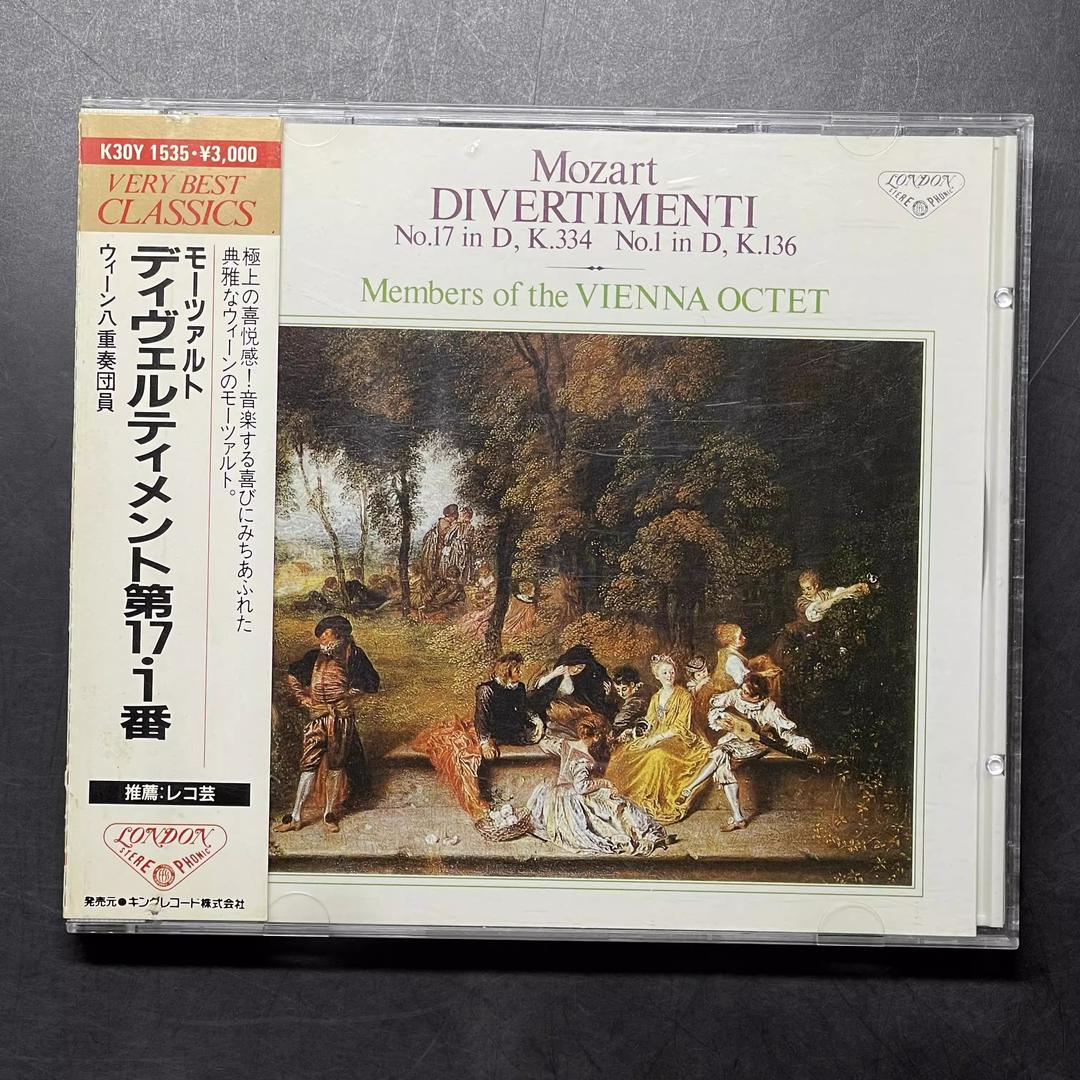 K30Y 1535・¥3,000
VERY BEST
CLASSICS
極上の喜悦感！音楽する喜びにみちあふれた
典雅なウィーンのモーツァルト。
モーツァルト
ディヴェルティメント第17・1番
ウィーン八重奏団員
推薦：レコ芸
LONDON
STEREOPHONIC
発売元●キングレコード株式会社
Mozart
DIVERTIMENTI
No.17 in D, K.334 No.1 in D, K.136
Members of the VIENNA OCTET
LONDON
STEREOPHONIC